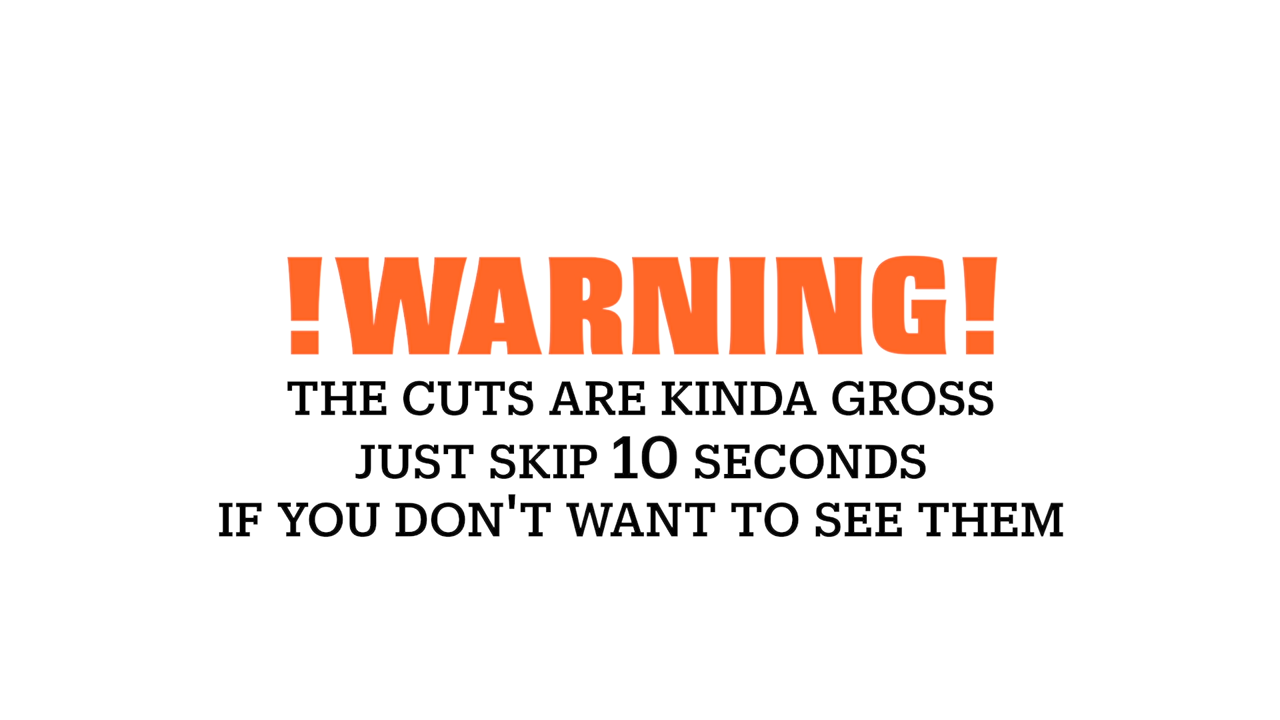 !WARNING!
THE CUTS ARE KINDA GROSS
JUST SKIP 10 SECONDS
IF YOU DON'T WANT TO SEE THEM